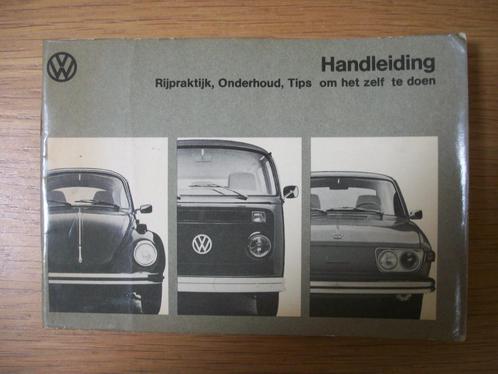 Handleiding
Rijpraktijk, Onderhoud, Tips om het zelf te doen